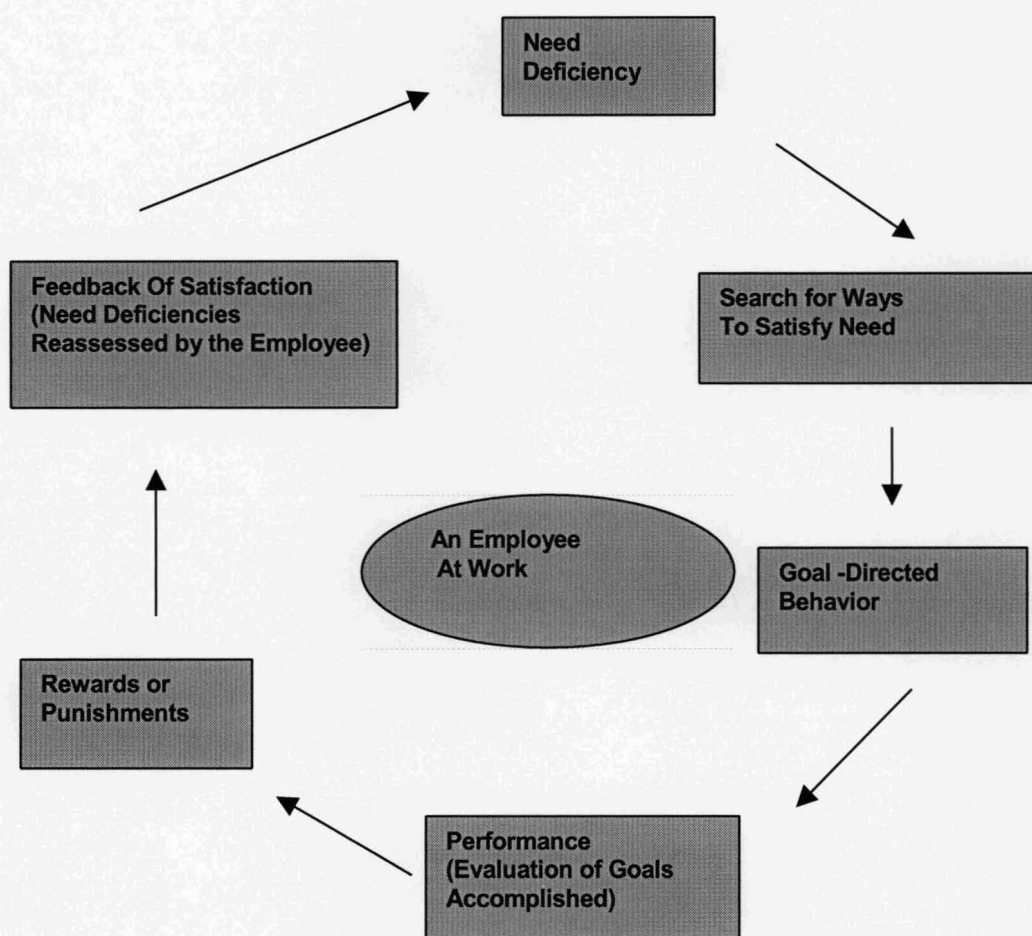 Need
Deficiency
Search for Ways
To Satisfy Need
Goal -Directed
Behavior
Performance
(Evaluation of Goals
Accomplished)
Rewards or
Punishments
Feedback Of Satisfaction
(Need Deficiencies
Reassessed by the Employee)
An Employee
At Work